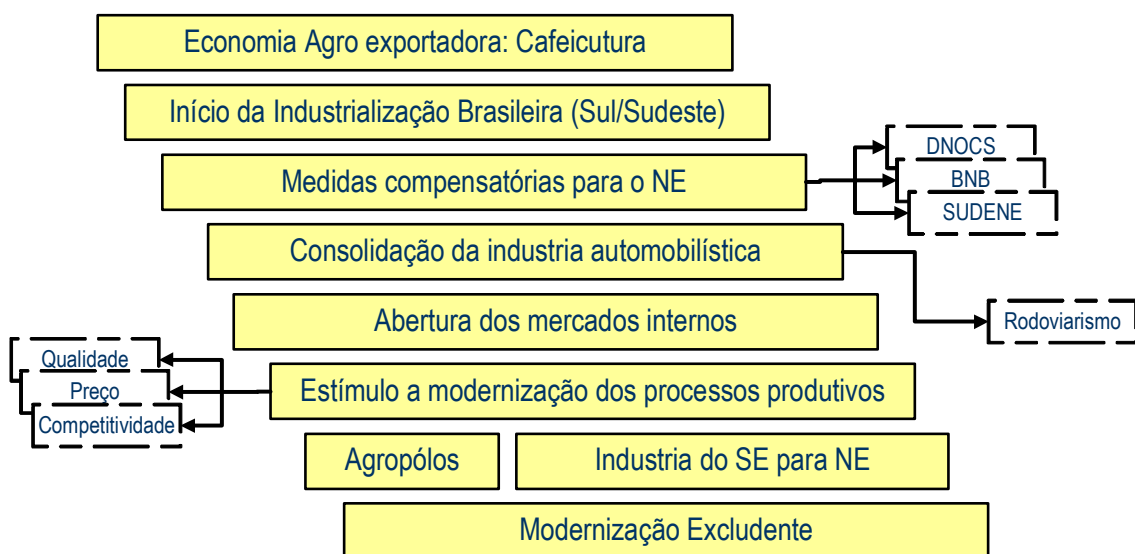 Economia Agro exportadora: Cafeicutura
Início da Industrialização Brasileira (Sul/Sudeste)
DNOCS
Medidas compensatórias para o NE
BNB
SUDENE
Consolidação da industria automobilística
Abertura dos mercados internos
Rodoviarismo
Qualidade
Preço
Estímulo a modernização dos processos produtivos
Competitividade
Agropólos
Industria do SE para NE
Modernização Excludente